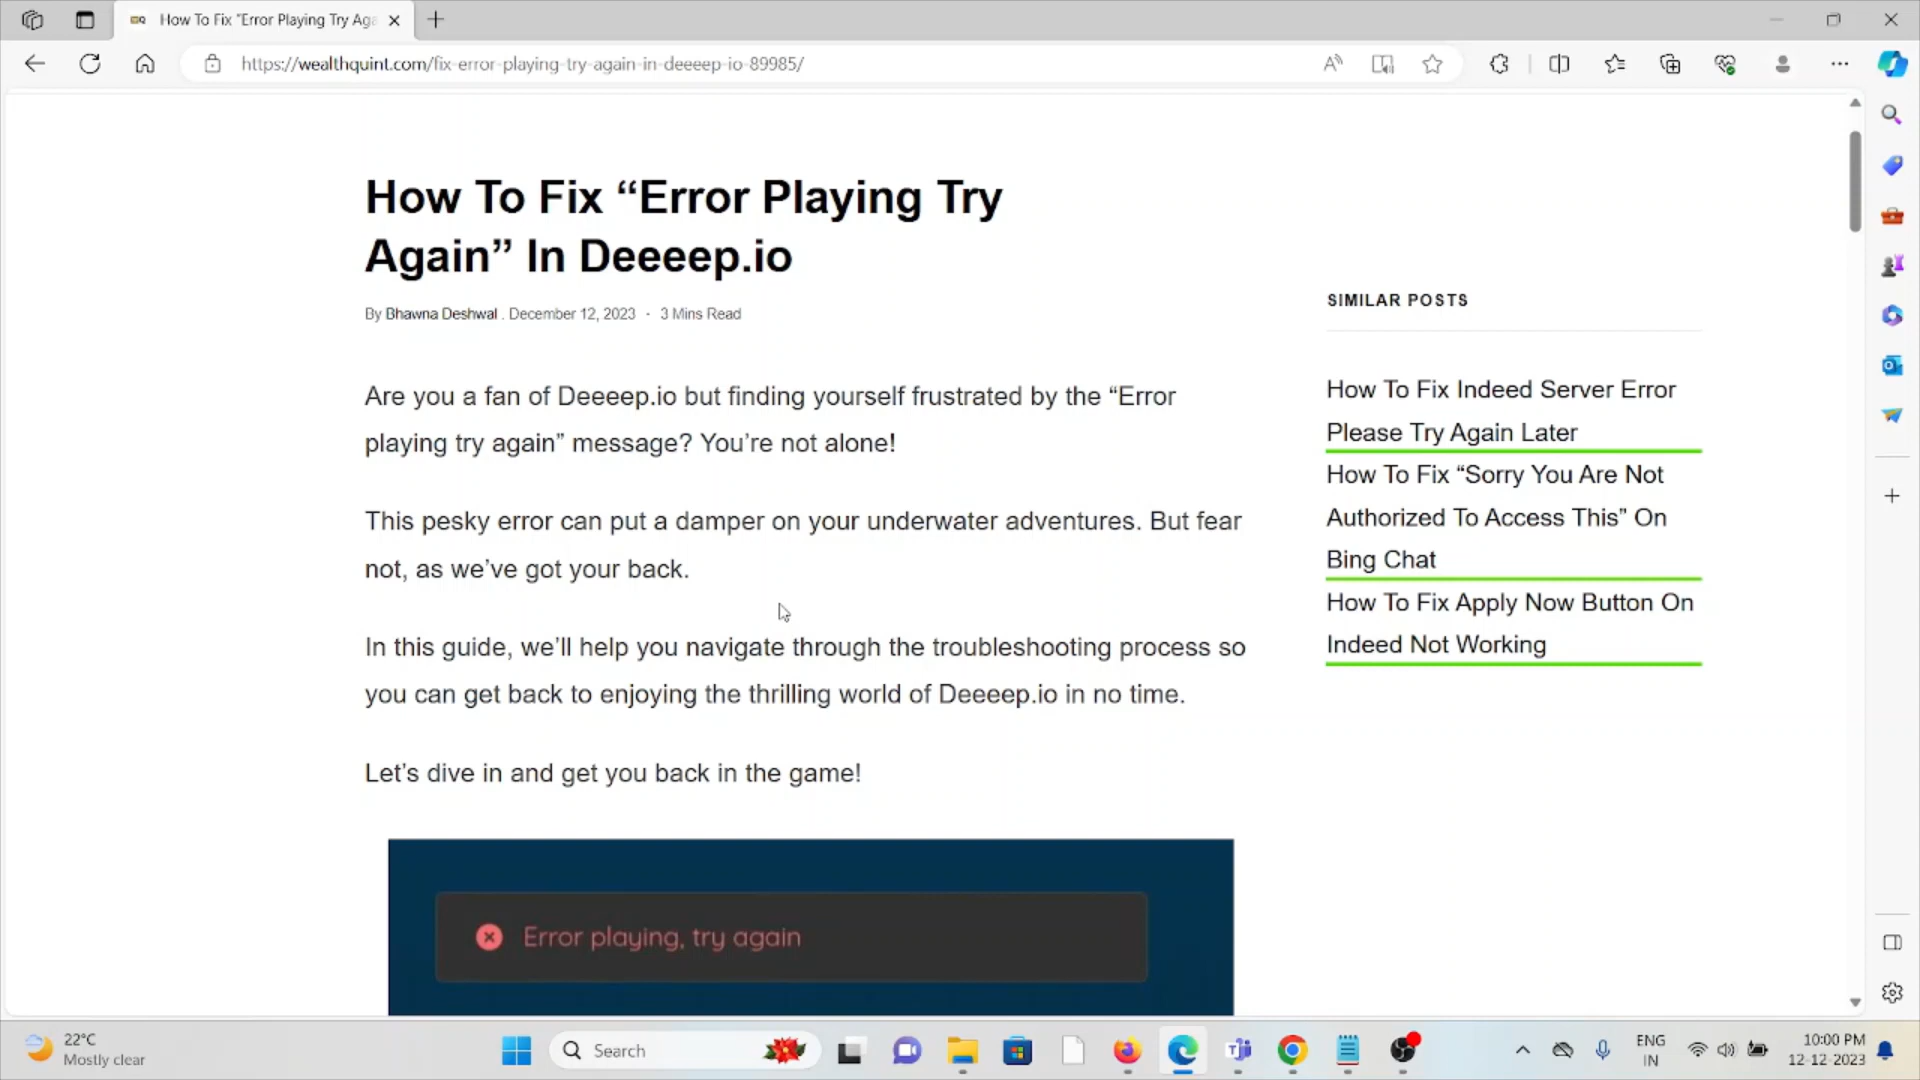 How To Fix "Error Playing Try Aga
https://wealthquint.com/fix-error-playing-try-again-in-deeeep-io-89985/
How To Fix “Error Playing Try
Again” In Deeeep.io
By Bhawna Deshwal . December 12, 2023 · 3 Mins Read
Are you a fan of Deeeep.io but finding yourself frustrated by the “Error
playing try again” message? You’re not alone!
This pesky error can put a damper on your underwater adventures. But fear
not, as we’ve got your back.
In this guide, we’ll help you navigate through the troubleshooting process so
you can get back to enjoying the thrilling world of Deeeep.io in no time.
Let’s dive in and get you back in the game!
Error playing, try again
SIMILAR POSTS
How To Fix Indeed Server Error
Please Try Again Later
How To Fix “Sorry You Are Not
Authorized To Access This” On
Bing Chat
How To Fix Apply Now Button On
Indeed Not Working
22°C
Mostly clear
Search
ENG
IN
10:00 PM
12-12-2023